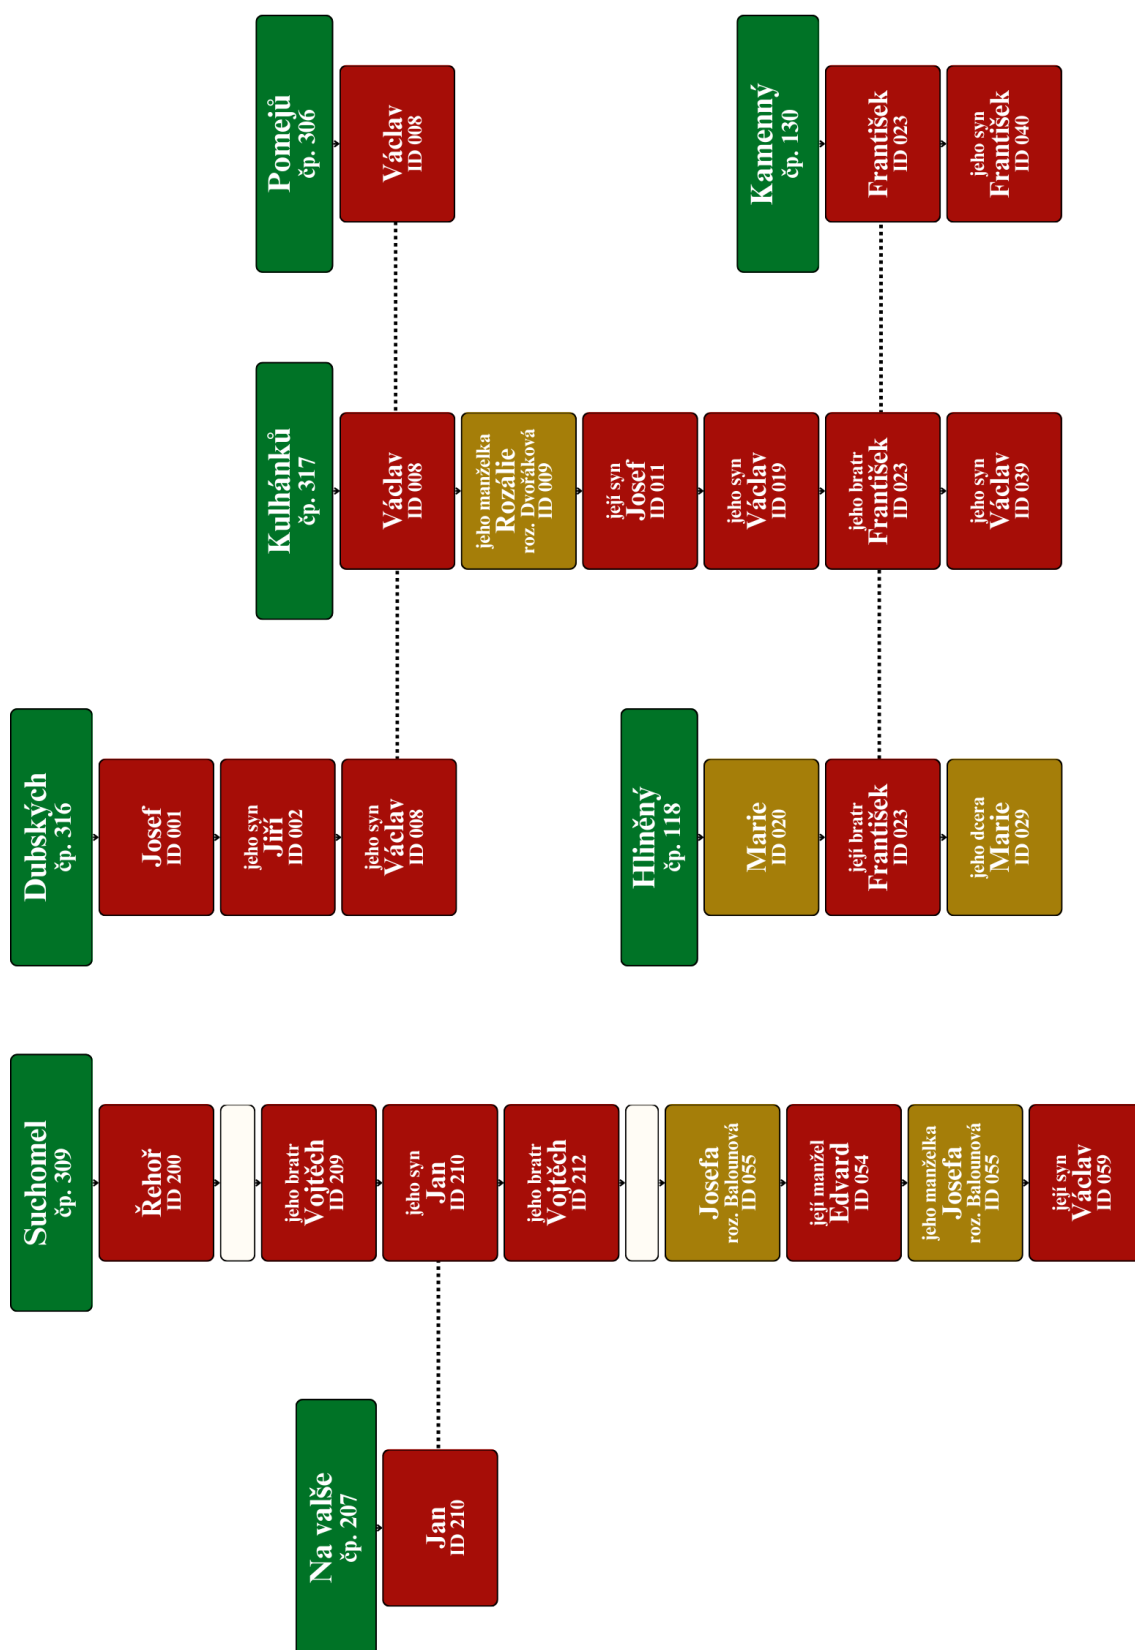 Na valše
čp. 207
Jan
ID 210
Suchomel
čp. 309
Řehoř
ID 200
jeho bratr
Vojtěch
ID 209
jeho syn
Jan
ID 210
jeho bratr
Vojtěch
ID 212
Josefa
roz. Balounová
ID 055
její manžel
Edvard
ID 054
jeho manželka
Josefa
roz. Balounová
ID 055
její syn
Václav
ID 059
Dubských
čp. 316
Josef
ID 001
jeho syn
Jiří
ID 002
jeho syn
Václav
ID 008
Hliněný
čp. 118
Marie
ID 020
její bratr
František
ID 023
jeho dcera
Marie
ID 029
Kulhánků
čp. 317
Václav
ID 008
jeho manželka
Rozálie
roz. Dvořáková
ID 009
její syn
Josef
ID 011
jeho syn
Václav
ID 019
jeho bratr
František
ID 023
jeho syn
Václav
ID 039
Pomejů
čp. 306
Václav
ID 008
Kamenný
čp. 130
František
ID 023
jeho syn
František
ID 040